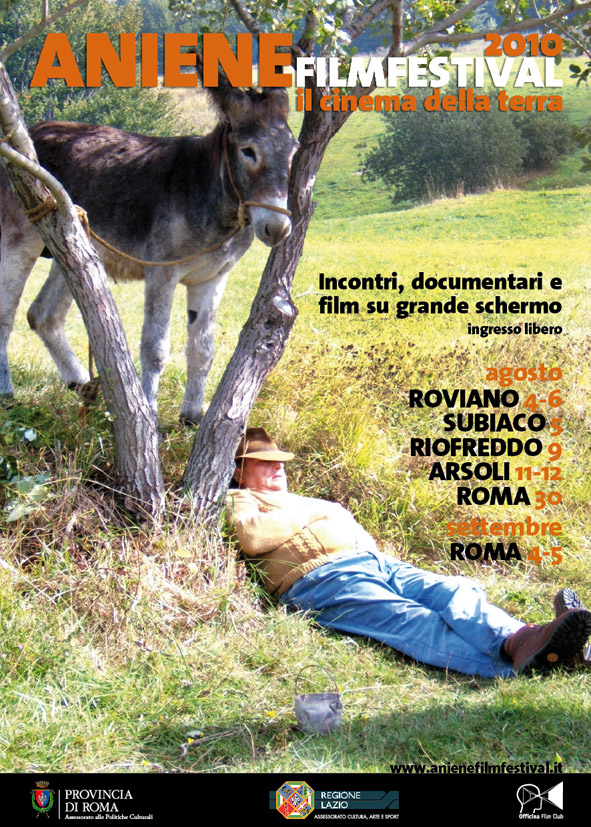 2010
ANIENEFILMFESTIVAL
il cinema della terra
Incontri, documentari e
film su grande schermo
ingresso libero
agosto
ROVIANO 4-6
SUBIACO 5
RIOFREDDO 9
ARSOLI 11-12
ROMA 30
settembre
ROMA 4-5
www.anienefilmfestival.it
PROVINCIA
DI ROMA
Assessorato alle Politiche Culturali
REGIONE
LAZIO
ASSESSORATO CULTURA, ARTE E SPORT
Officina Film Club